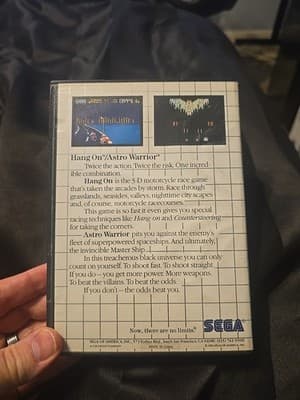 Hang On™/Astro Warrior™
Twice the action. Twice the risk. One incred-
ible combination.
Hang On is the 3-D motorcycle race game
that's taken the arcades by storm. Race through
grasslands, seasides, valleys, nighttime city scapes
and, of course, motorcycle racecourses.
This game is so fast it even gives you special
racing techniques like Hang on and Countersteering
for taking the corners.
Astro Warrior pits you against the enemy's
fleet of superpowered spaceships. And ultimately,
the invincible Master Ship.
In this treacherous black universe you can only
count on yourself. To shoot fast. To shoot straight.
If you do—you get more power. More weapons.
To beat the villains. To beat the odds.
If you don't – the odds beat you.
Now, there are no limits.
SEGA
SEGA OF AMERICA, INC.